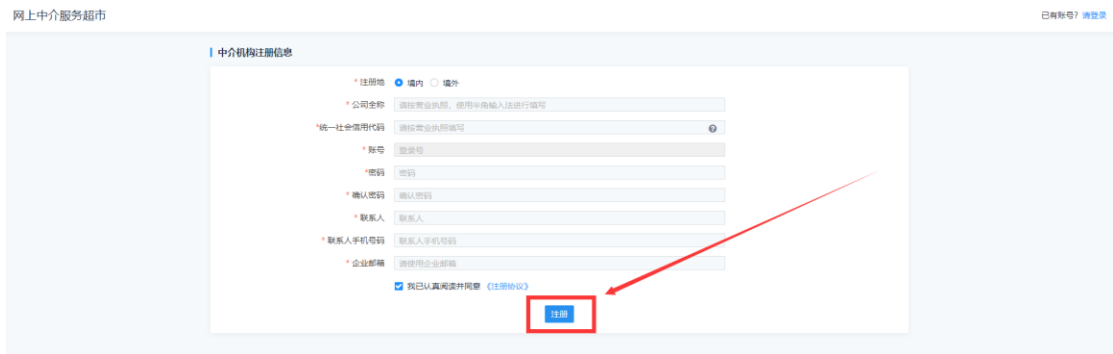 网上中介服务超市
已有账号？请登录
中介机构注册信息
* 注册地 境内 境外
* 公司全称 请按营业执照，使用半角输入法进行填写
*统一社会信用代码 请按营业执照填写
* 账号 登录号
*密码 密码
* 确认密码 确认密码
* 联系人 联系人
* 联系人手机号码 联系人手机号码
* 企业邮箱 请使用企业邮箱
我已认真阅读并同意 《注册协议》
注册